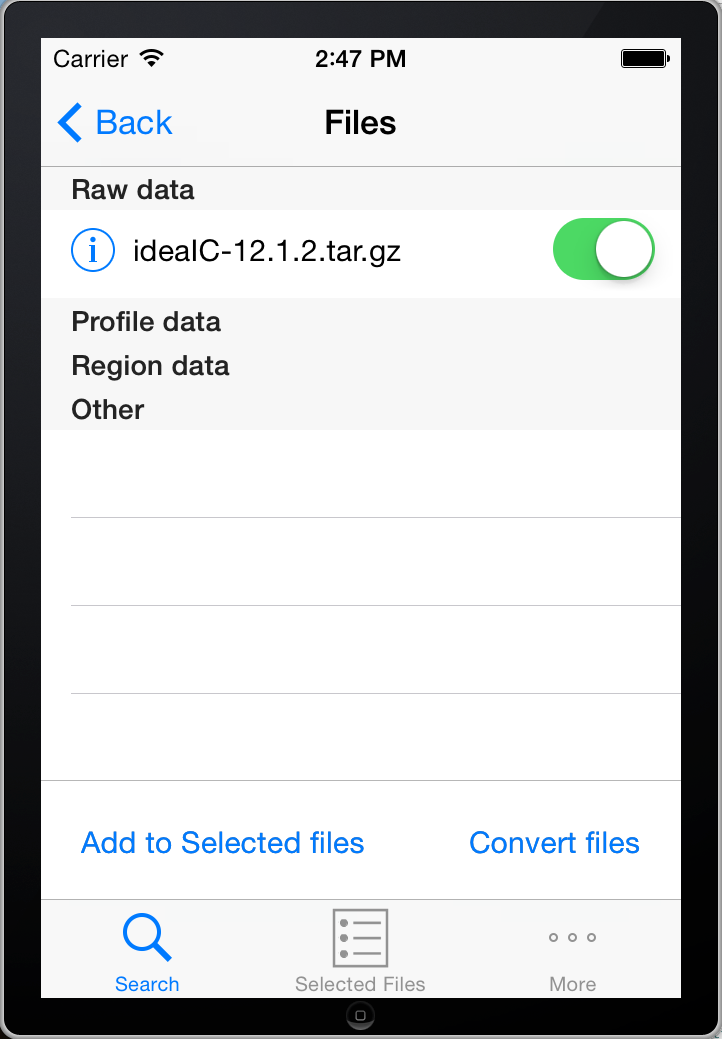 Carrier 2:47 PM
Back Files
Raw data
i ideaIC-12.1.2.tar.gz
Profile data
Region data
Other
Add to Selected files Convert files
Search Selected Files More